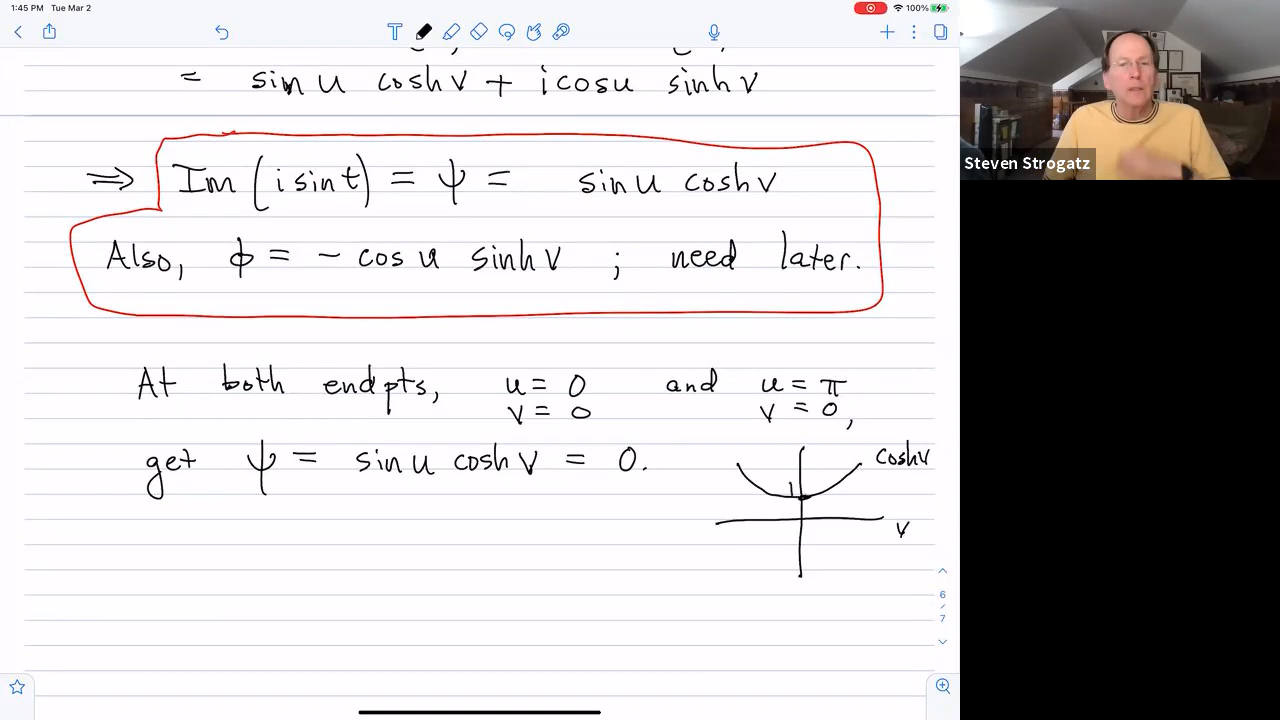 1:45 PM Tue Mar 2
100%
= sin u cosh v + i cos u sinh v
⇒ Im (i sin t) = ψ = sin u cosh v
Also, ϕ = - cos u sinh v ; need later.
At both endpts, u = 0 and u = π
v = 0 v = 0,
get ψ = sin u cosh v = 0.
cosh v
1
v
6
/
7
Steven Strogatz